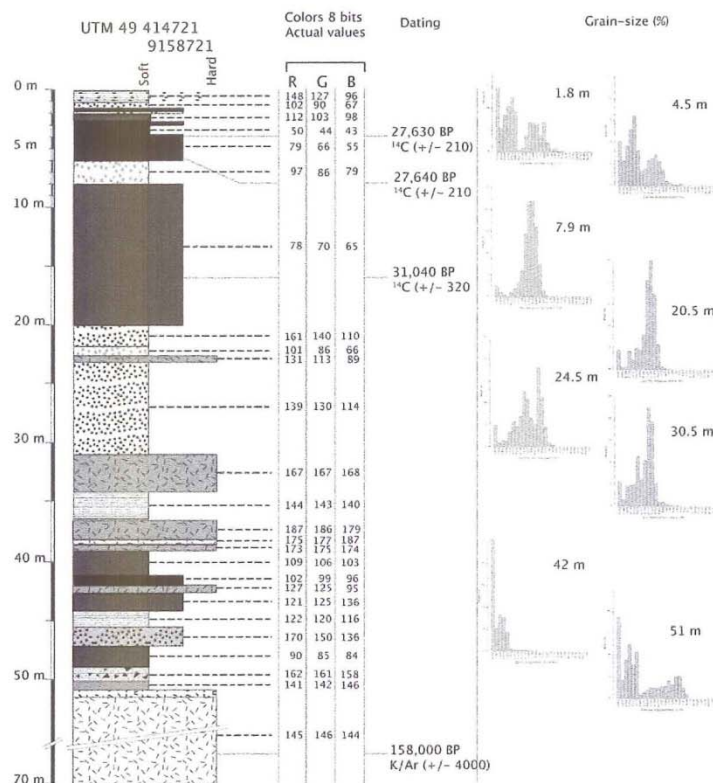 UTM 49 414721
9158721
Colors 8 bits
Actual values
Dating
Grain-size (%)
Soft
Hard
R G B
0 m
148 127 96
102 90 67
112 103 98
50 44 43
5 m
79 66 55
27,630 BP
14C (+/- 210)
97 86 79
27,640 BP
14C (+/- 210
10 m
78 70 65
31,040 BP
14C (+/- 320
20 m
161 140 110
101 86 66
131 113 89
139 130 114
30 m
167 167 168
144 143 140
187 186 179
175 177 187
173 175 174
40 m
109 106 103
102 99 96
127 125 95
121 125 136
122 120 116
170 150 136
90 85 84
50 m
162 161 158
141 142 146
145 146 144
158,000 BP
K/Ar (+/- 4000)
70 m
1.8 m
4.5 m
7.9 m
20.5 m
24.5 m
30.5 m
42 m
51 m